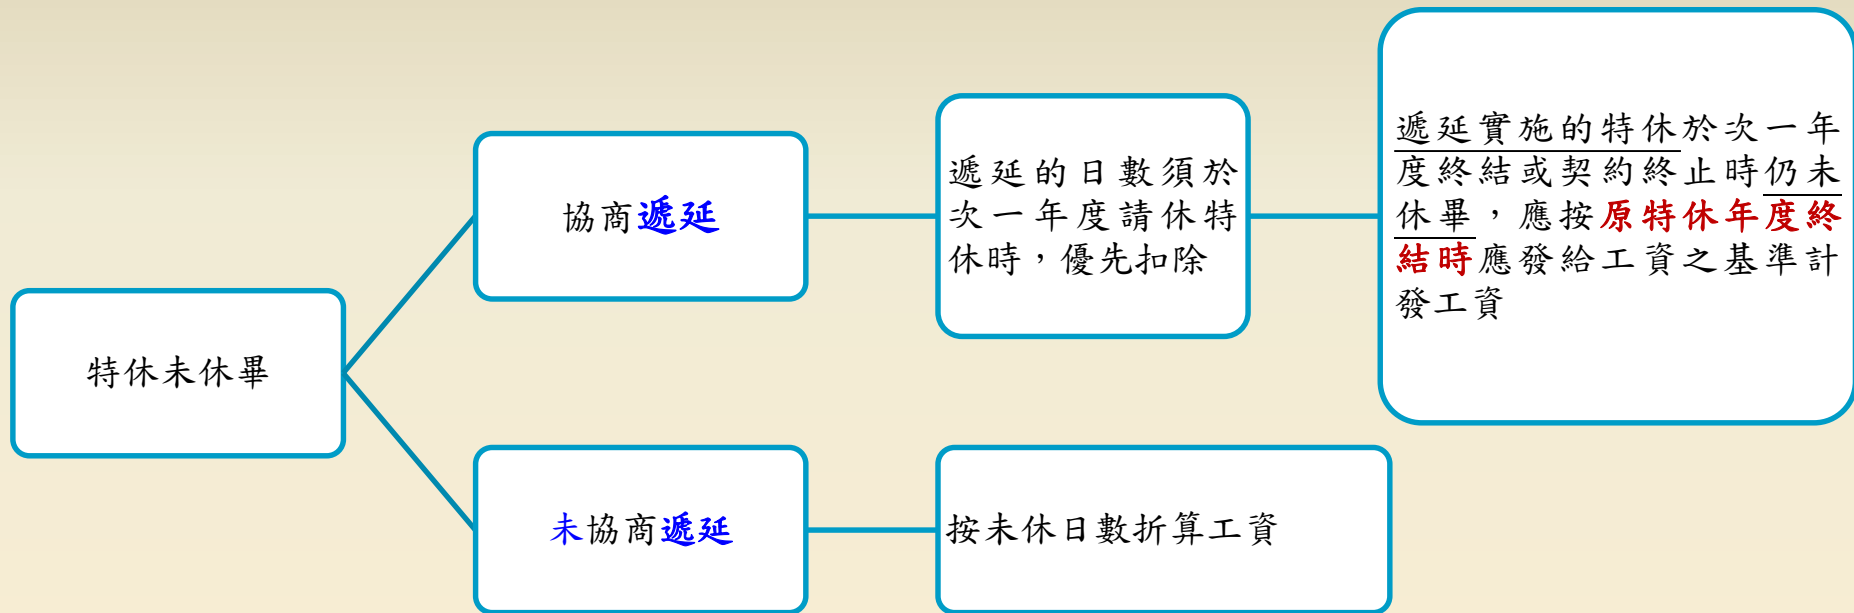 特休未休畢
協商遞延
遞延的日數須於
次一年度請休特
休時，優先扣除
遞延實施的特休於次一年
度終結或契約終止時仍未
休畢，應按原特休年度終
結時應發給工資之基準計
發工資
未協商遞延
按未休日數折算工資